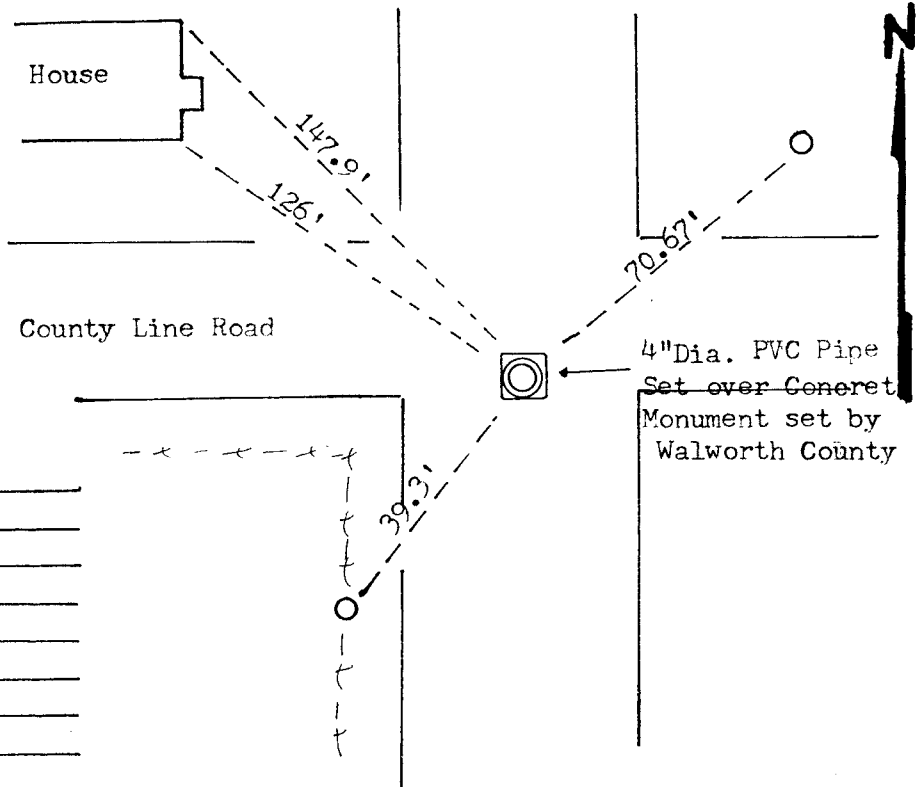 N
House
147.9'
126'
70.67'
County Line Road
4"Dia. PVC Pipe
Set over Concret
Monument set by
Walworth County
39.3'